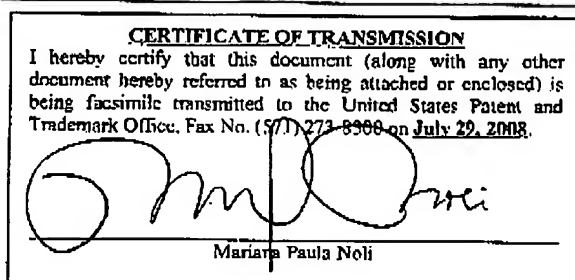 CERTIFICATE OF TRANSMISSION
I hereby certify that this document (along with any other
document hereby referred to as being attached or enclosed) is
being facsimile transmitted to the United States Patent and
Trademark Office, Fax No. (571) 273-8300 on July 29, 2008.
Mariana Paula Noli